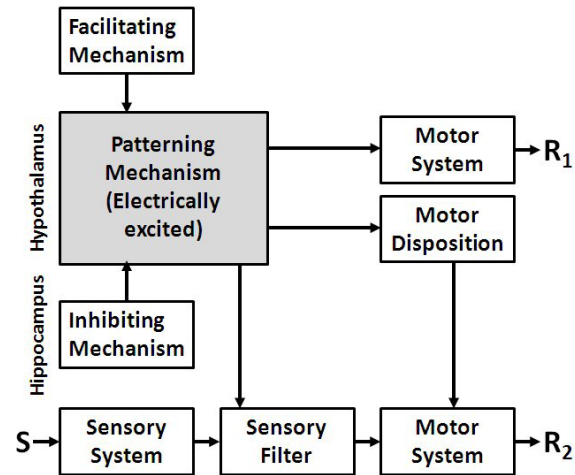 Facilitating
Mechanism
Hypothalamus
Patterning
Mechanism
(Electrically
excited)
Motor
System
R1
Motor
Disposition
Hippocampus
Inhibiting
Mechanism
S
Sensory
System
Sensory
Filter
Motor
System
R2